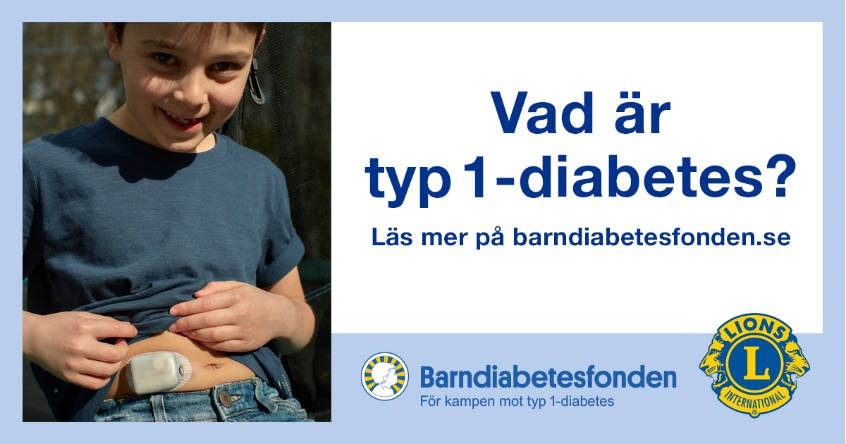 Vad är
typ 1-diabetes?
Läs mer på barndiabetesfonden.se
Barndiabetesfonden
För kampen mot typ 1-diabetes
LIONS
L
INTERNATIONAL
®